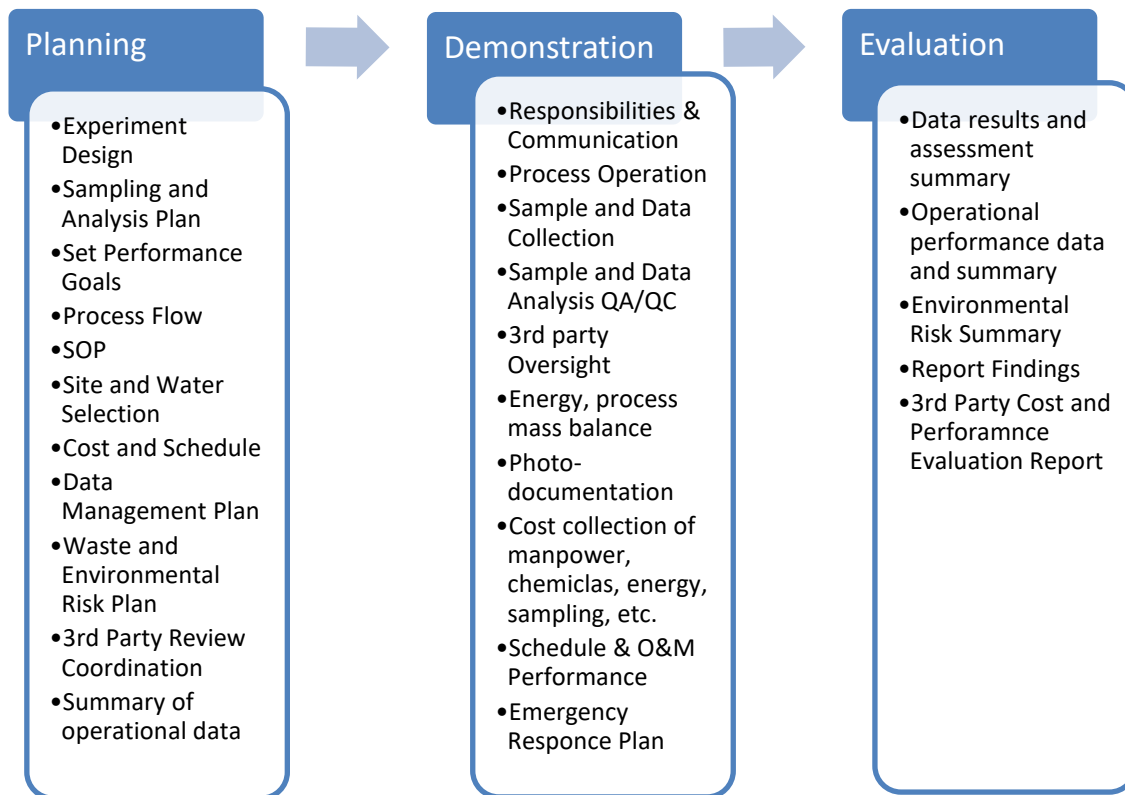 Planning
•Experiment
Design
•Sampling and
Analysis Plan
•Set Performance
Goals
•Process Flow
•SOP
•Site and Water
Selection
•Cost and Schedule
•Data
Management Plan
•Waste and
Environmental
Risk Plan
•3rd Party Review
Coordination
•Summary of
operational data
Demonstration
•Responsibilities &
Communication
•Process Operation
•Sample and Data
Collection
•Sample and Data
Analysis QA/QC
•3rd party
Oversight
•Energy, process
mass balance
•Photo-
documentation
•Cost collection of
manpower,
chemiclas, energy,
sampling, etc.
•Schedule & O&M
Performance
•Emergency
Responce Plan
Evaluation
•Data results and
assessment
summary
•Operational
performance data
and summary
•Environmental
Risk Summary
•Report Findings
•3rd Party Cost and
Perforamnce
Evaluation Report